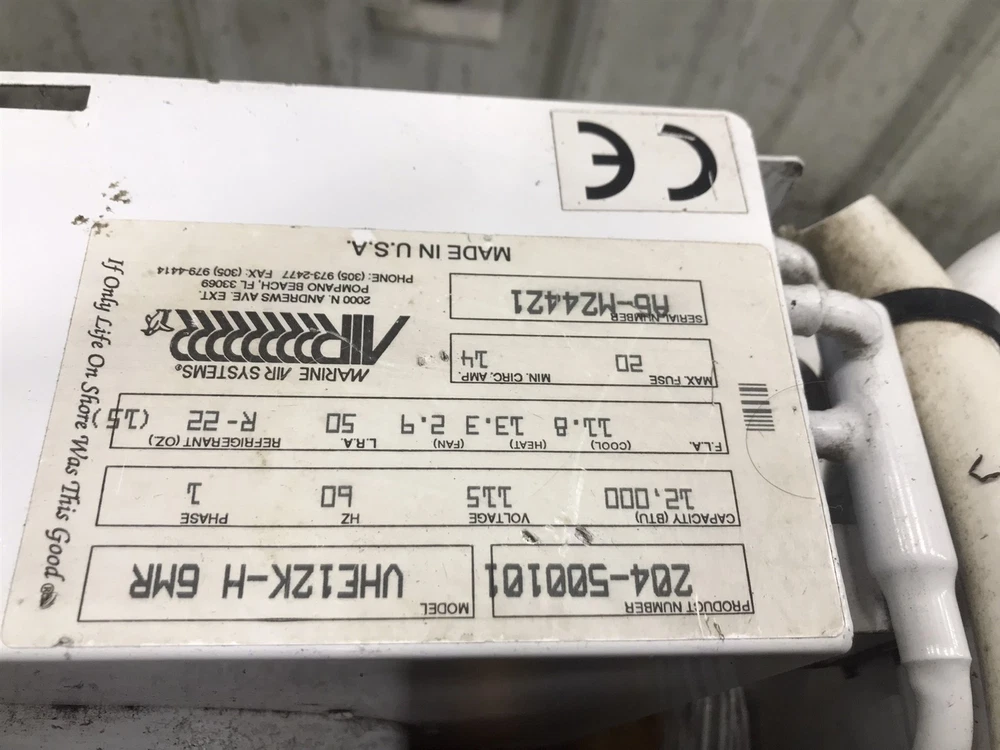 PRODUCT NUMBER
204-500101
MODEL
VHE12K-H 6MR
CAPACITY (BTU)
12,000
VOLTAGE
115
HZ
60
PHASE
1
F.L.A.
(COOL)
11.8
(HEAT)
13.3
(FAN)
2.9
L.R.A.
50
REFRIGERANT (OZ)
R-22 (15)
MAX. FUSE
20
MIN. CIRC. AMP.
14
SERIAL NUMBER
A6-M24421
MARINE AIR SYSTEMS®
AIR
2000 N. ANDREWS AVE. EXT.
POMPANO BEACH, FL 33069
PHONE: (305) 973-2477 FAX: (305) 979-4414
MADE IN U.S.A.
If Only Life On Shore Was This Good ®
CE